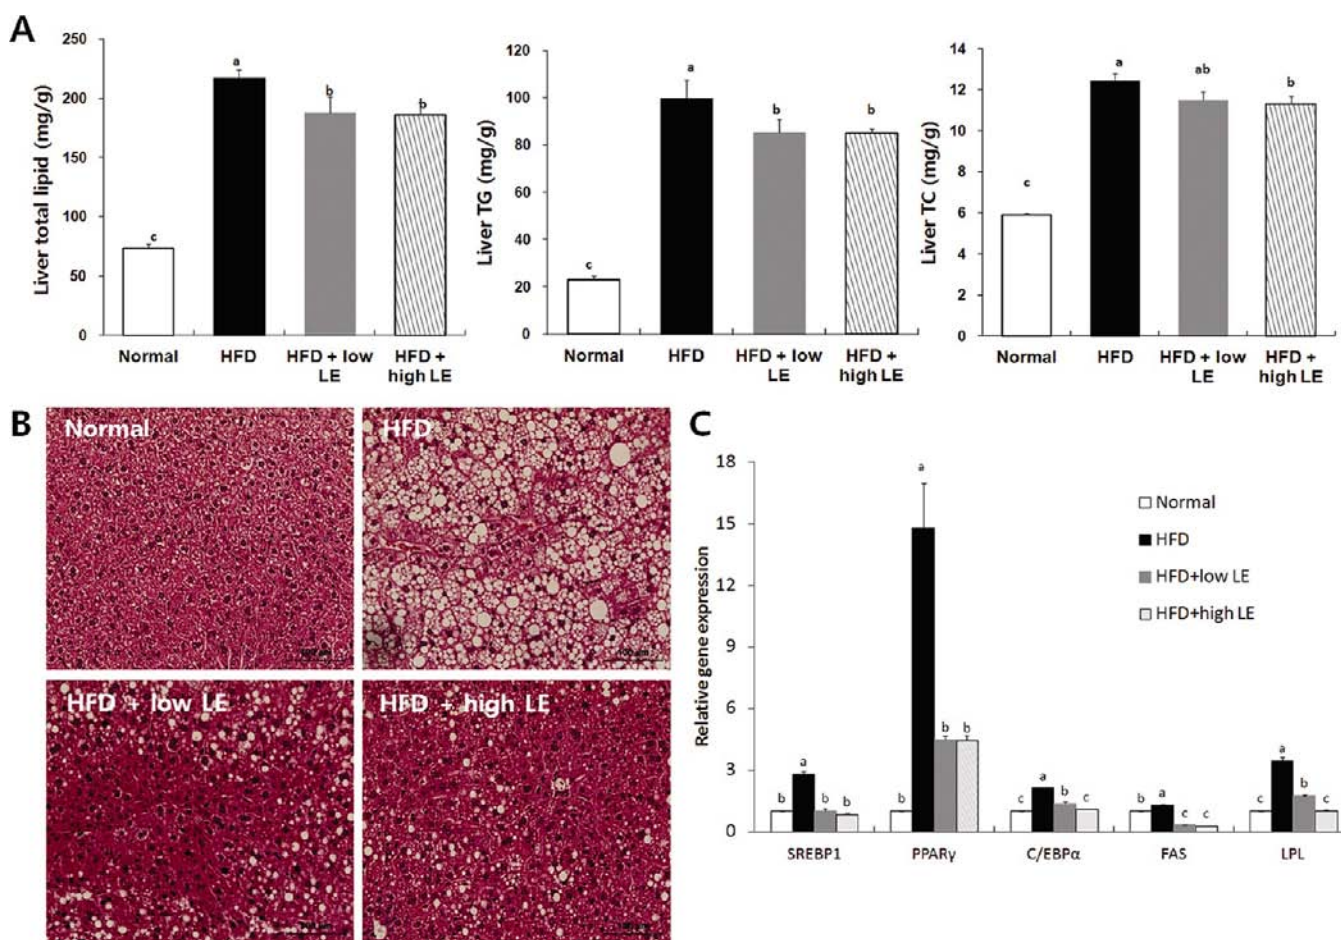 A
Liver total lipid (mg/g)
250
200
150
100
50
0
c
a
b
b
Normal
HFD
HFD + low
LE
HFD +
high LE
Liver TG (mg/g)
120
100
80
60
40
20
0
c
a
b
b
Normal
HFD
HFD + low
LE
HFD +
high LE
Liver TC (mg/g)
14
12
10
8
6
4
2
0
c
a
ab
b
Normal
HFD
HFD + low
LE
HFD +
high LE
B
Normal
HFD
100 µm
HFD + low LE
HFD + high LE
C
Relative gene expression
18
15
12
9
6
3
0
Normal
HFD
HFD+low LE
HFD+high LE
b a b b
b a b b
c a b c
b a c c
c a b c
SREBP1
PPARγ
C/EBPα
FAS
LPL